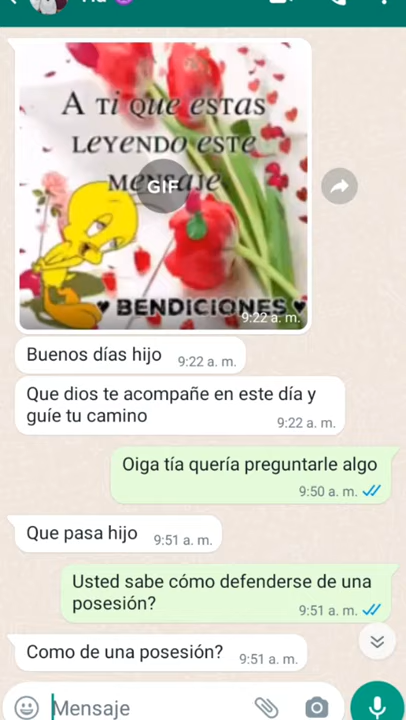 A Ti QUE ESTAS
LEYENDO ESTE
MENSAJE
GIF
BENDICIONES
9:22 a. m.
Buenos días hijo
9:22 a. m.
Que dios te acompañe en este día y
guíe tu camino
9:22 a. m.
Oiga tía quería preguntarle algo
9:50 a. m.
Que pasa hijo
9:51 a. m.
Usted sabe cómo defenderse de una
posesión?
9:51 a. m.
Como de una posesión?
9:51 a. m.
Mensaje